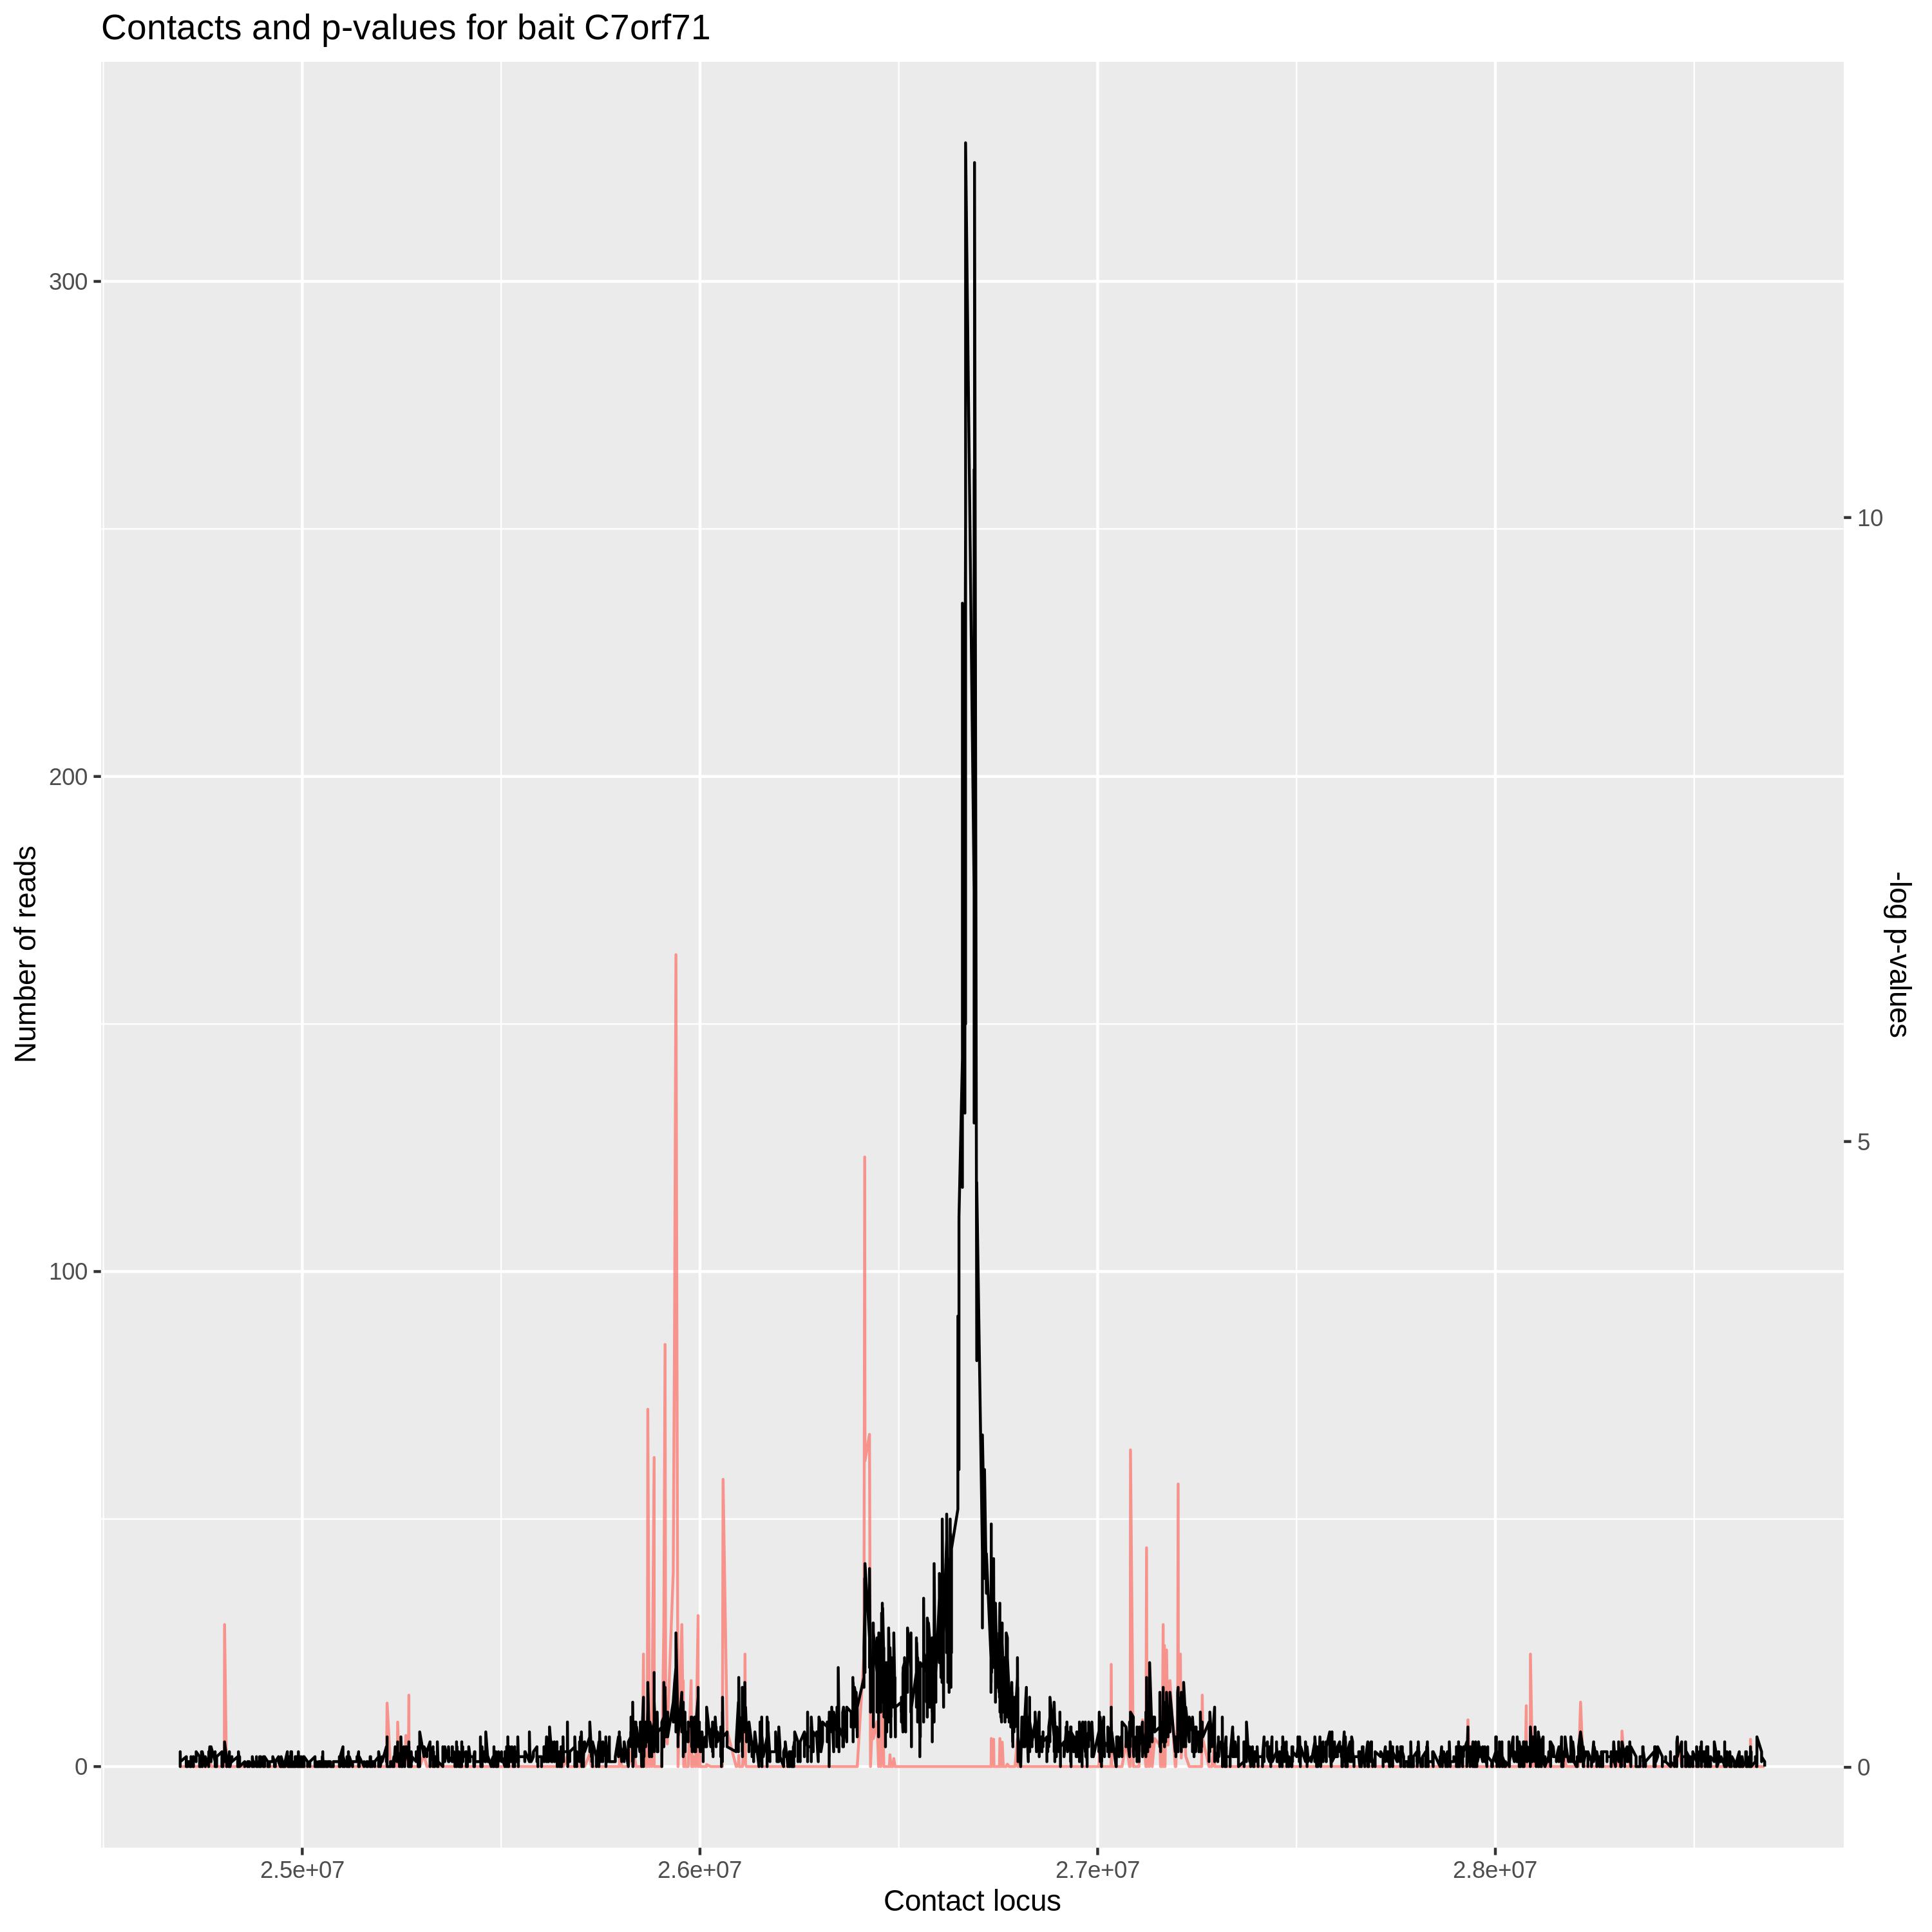 Contacts and p-values for bait C7orf71
300
200
100
0
Number of reads
10
5
0
-log p-values
2.5e+07
2.6e+07
2.7e+07
2.8e+07
Contact locus